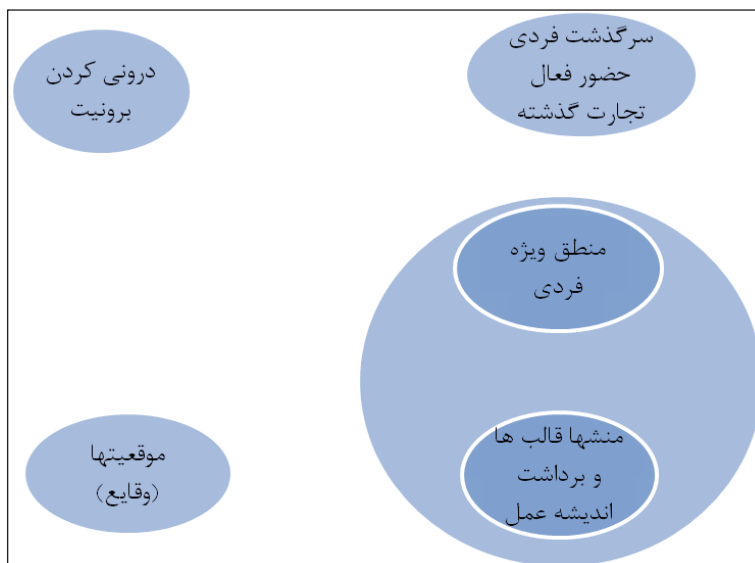 سرگذشت فردی
حضور فعال
تجارت گذشته
درونی کردن
برونیت
منطق ویژه
فردی
منشها قالب ها
و برداشت
اندیشه عمل
موقعیتها
(وقایع)